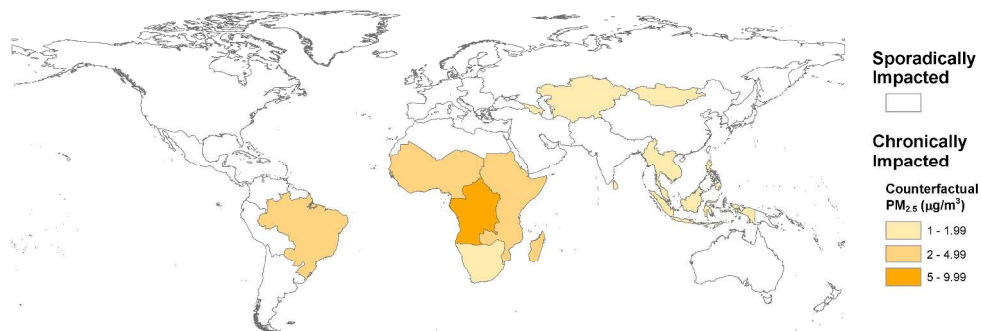 Sporadically
Impacted
Chronically
Impacted
Counterfactual
PM2.5 (µg/m³)
1 - 1.99
2 - 4.99
5 - 9.99